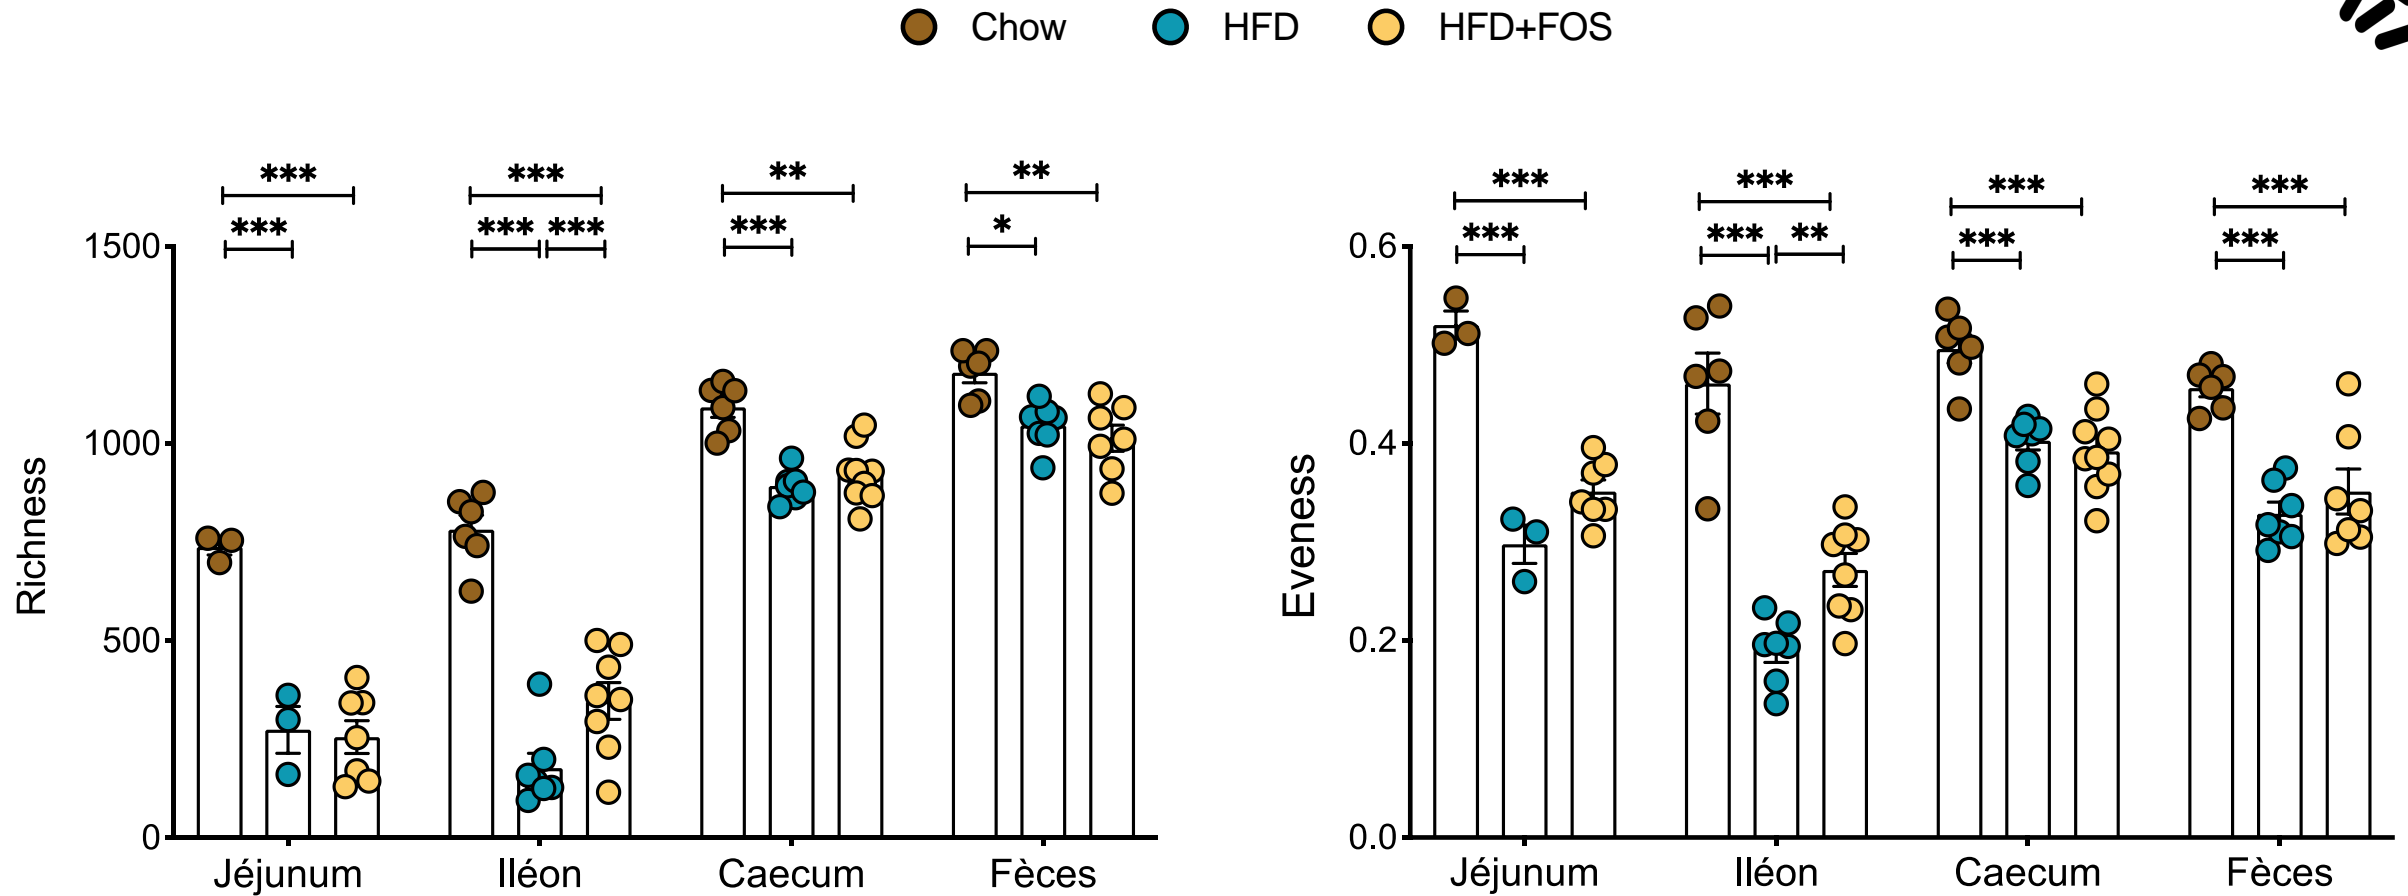 Chow HFD HFD+FOS
*** *** ** **
*** *** *** *** *
Richness
1500
1000
500
0
Jéjunum Iléon Caecum Fèces
*** *** *** ***
*** *** ** *** ***
Eveness
0.6
0.4
0.2
0.0
Jéjunum Iléon Caecum Fèces